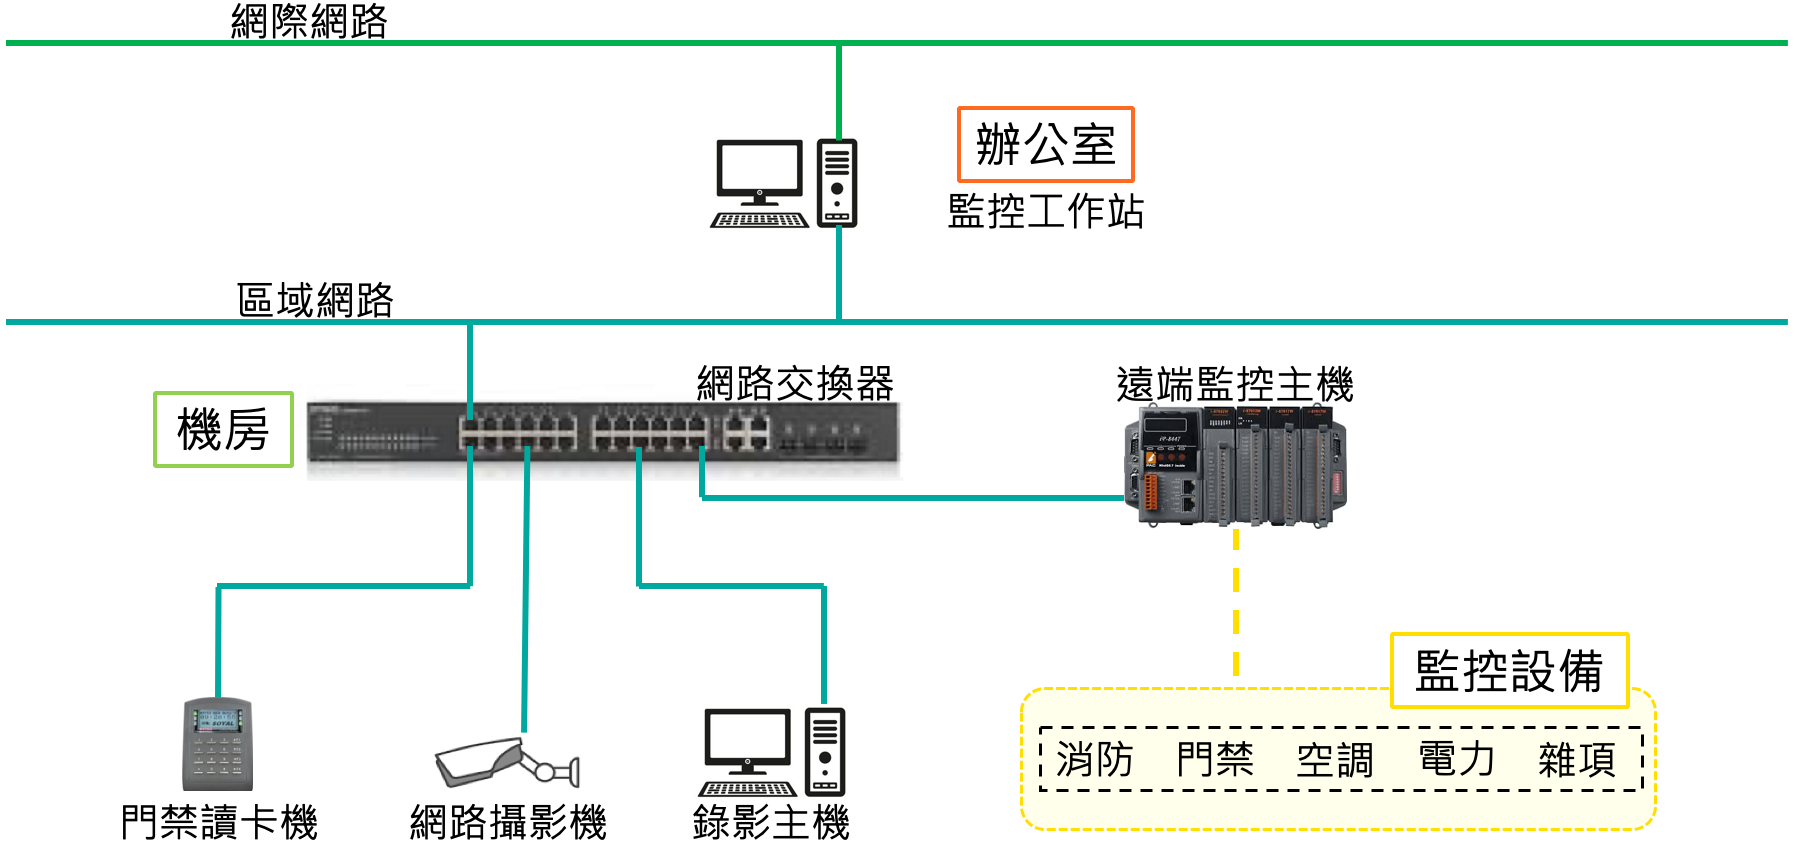 網際網路
辦公室
監控工作站
區域網路
網路交換器
遠端監控主機
機房
iP-8447
監控設備
消防 門禁 空調 電力 雜項
SOYAL
門禁讀卡機
網路攝影機
錄影主機